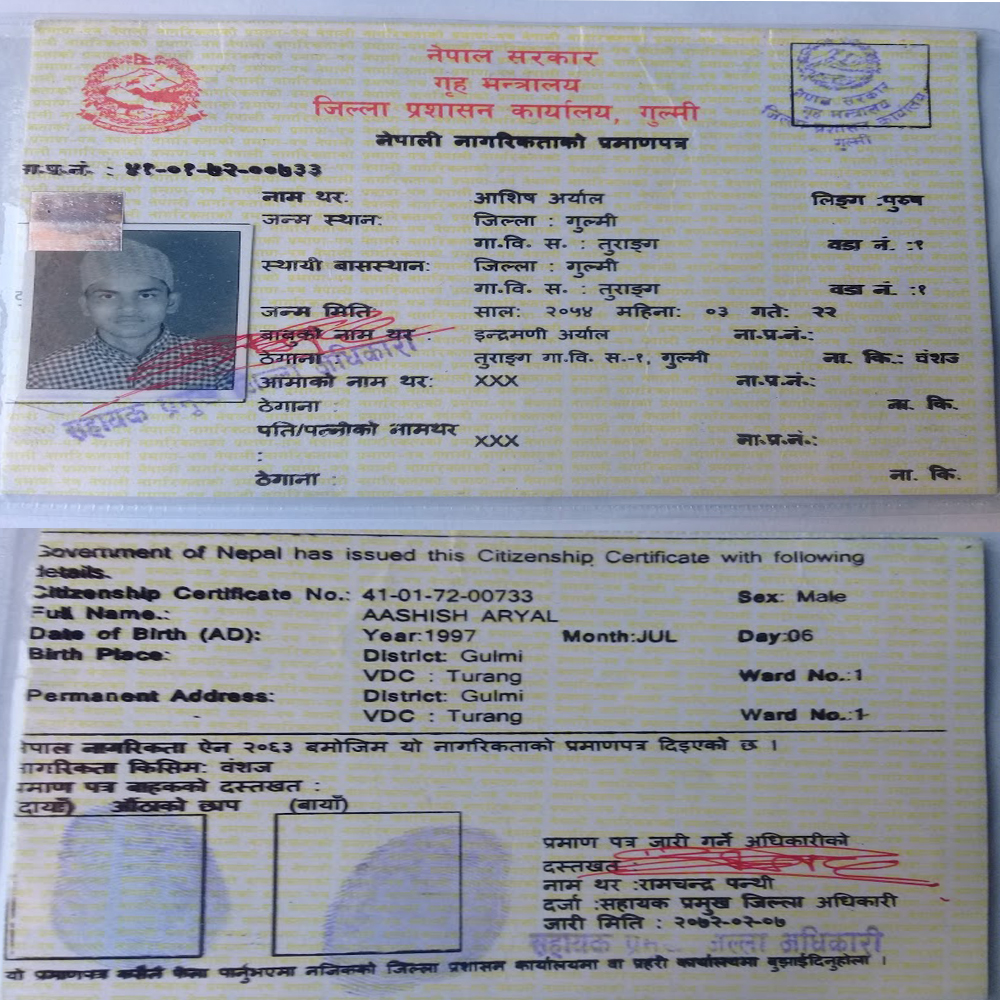 नेपाल सरकार
गृह मन्त्रालय
जिल्ला प्रशासन कार्यालय, गुल्मी
नेपाली नागरिकताको प्रमाणपत्र
ना.प्र.नं. : ४१-०१-७२-००७३३
नाम थर: आशिष अर्याल लिङ्ग :पुरुष
जन्म स्थान: जिल्ला : गुल्मी
गा.वि. स. : तुराङ्ग वडा नं. :१
स्थायी बासस्थान: जिल्ला : गुल्मी
गा.वि. स. : तुराङ्ग वडा नं. :१
जन्म मिति: साल: २०५४ महिना: ०३ गते: २२
बाबुको नाम थर : इन्द्रमणी अर्याल ना.प्र.नं.:
ठेगाना : तुराङ्ग गा.वि. स.-१, गुल्मी ना. कि.: वंशज
आमाको नाम थर: XXX ना.प्र.नं.:
ठेगाना : ना. कि.
पति/पत्नीको नामथर : XXX ना.प्र.नं.:
ठेगाना : ना. कि.
नेपाल सरकार
गृह मन्त्रालय
जिल्ला प्रशासन कार्यालय
गुल्मी
सहायक प्रमुख जिल्ला अधिकारी
Government of Nepal has issued this Citizenship Certificate with following
details.
Citizenship Certificate No.: 41-01-72-00733 Sex: Male
Full Name.: AASHISH ARYAL
Date of Birth (AD): Year:1997 Month:JUL Day:06
Birth Place: District: Gulmi
VDC : Turang Ward No.:1
Permanent Address: District: Gulmi
VDC : Turang Ward No.:1
नेपाल नागरिकता ऐन २०६३ बमोजिम यो नागरिकताको प्रमाणपत्र दिइएको छ ।
नागरिकता किसिम: वंशज
प्रमाण पत्र बाहकको दस्तखत :
(दायाँ) औंठाको छाप (बायाँ)
प्रमाण पत्र जारी गर्ने अधिकारीको
दस्तखत :
नाम थर :रामचन्द्र पन्थी
दर्जा :सहायक प्रमुख जिल्ला अधिकारी
जारी मिति : २०७२-०२-०७
सहायक प्रमुख जिल्ला अधिकारी
यो प्रमाणपत्र कसैले फेला पार्नुभएमा नजिकको जिल्ला प्रशासन कार्यालयमा वा प्रहरी कार्यालयमा बुझाईदिनुहोला ।